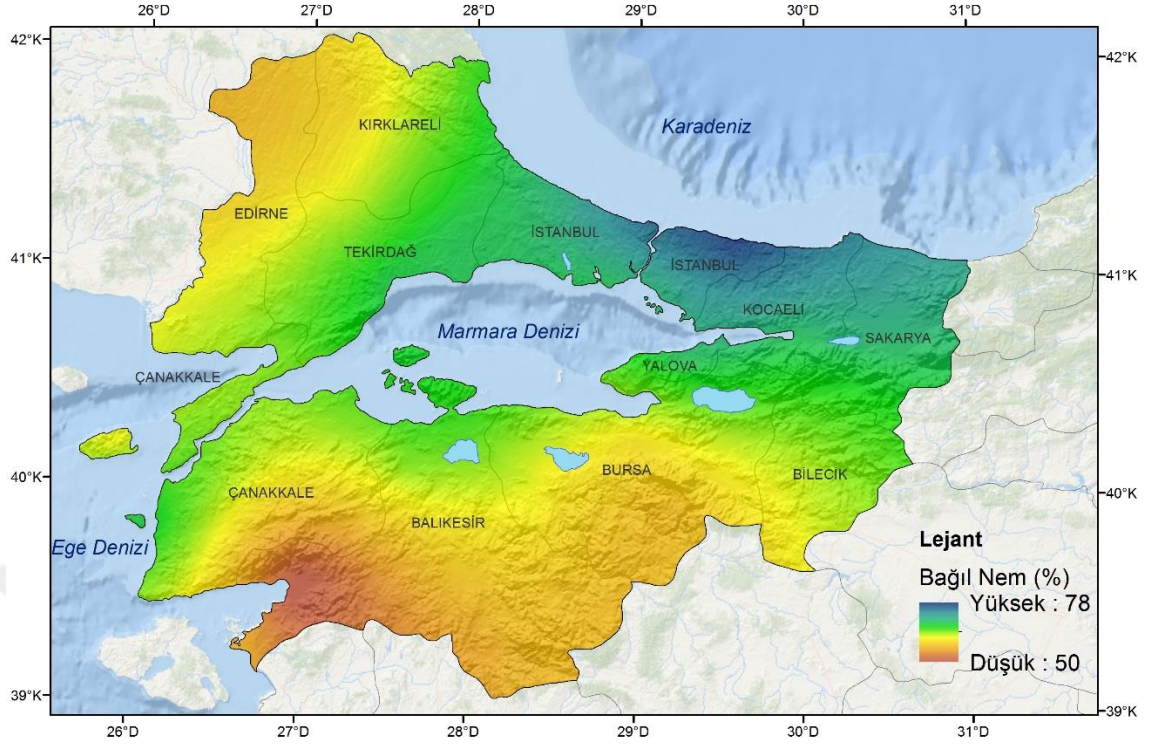 26°D 27°D 28°D 29°D 30°D 31°D
42°K 42°K
KIRKLARELİ
Karadeniz
EDİRNE
İSTANBUL
TEKİRDAĞ
41°K İSTANBUL 41°K
KOCAELİ
Marmara Denizi
SAKARYA
YALOVA
ÇANAKKALE
BURSA
BİLECİK
40°K 40°K
ÇANAKKALE
BALIKESİR
Ege Denizi
Lejant
Bağıl Nem (%)
Yüksek : 78
Düşük : 50
39°K 39°K
26°D 27°D 28°D 29°D 30°D 31°D